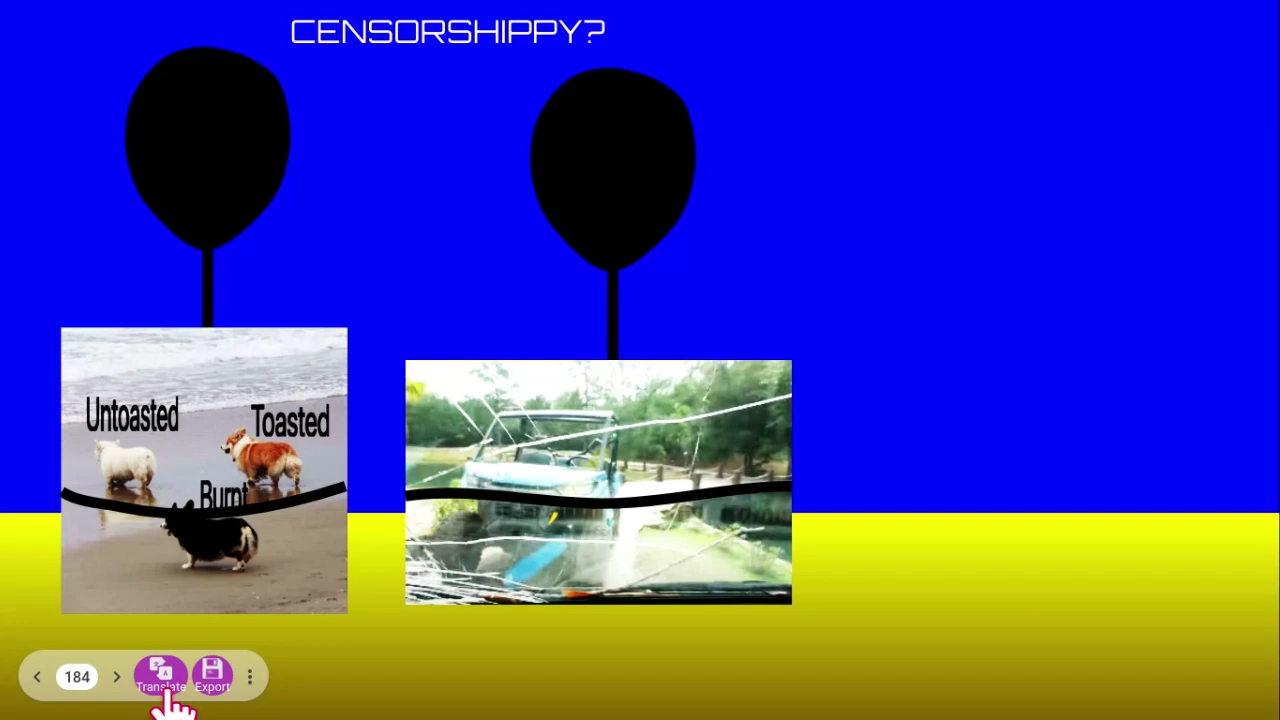 CENSORSHIPPY?
Untoasted
Toasted
Burnt
184
Translate
Export